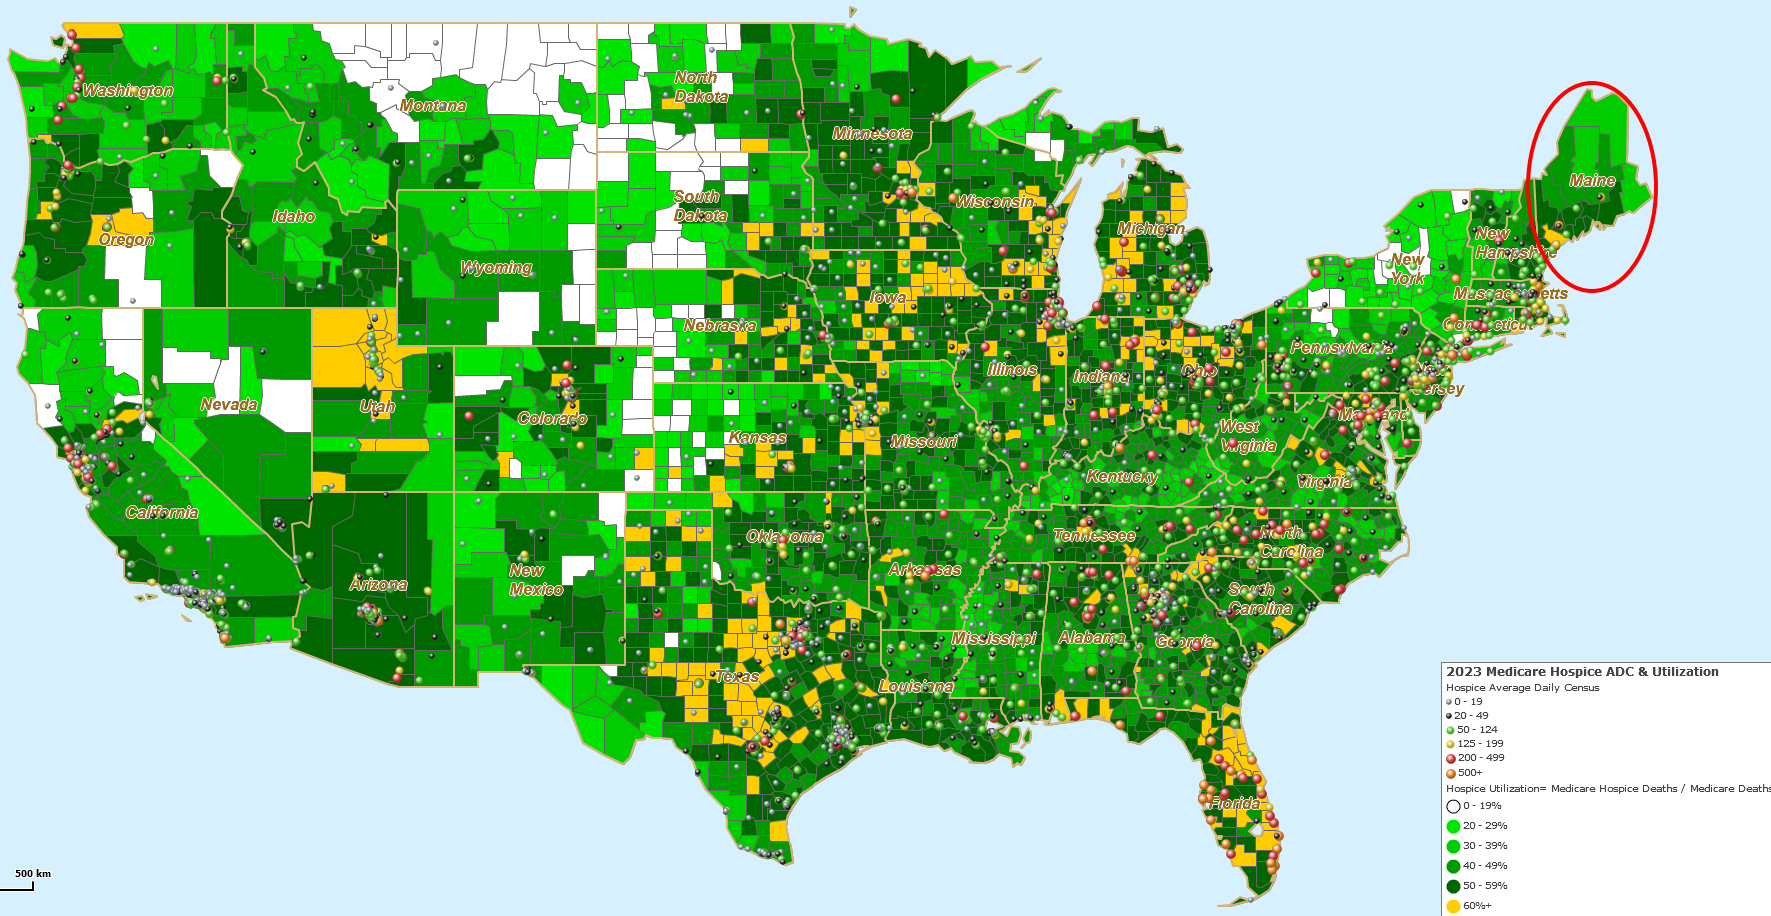 Washington
Montana
North
Dakota
Minnesota
Maine
South
Dakota
Wisconsin
Michigan
Idaho
Oregon
Wyoming
New
Hampshire
New
York
Massachusetts
Connecticut
Iowa
Nebraska
Pennsylvania
New
Jersey
Illinois
Indiana
Ohio
Nevada
Utah
Colorado
Maryland
Kansas
Missouri
West
Virginia
Kentucky
Virginia
California
Oklahoma
Tennessee
North
Carolina
Arizona
New
Mexico
Arkansas
South
Carolina
Mississippi
Alabama
Georgia
Texas
Louisiana
Florida
500 km
2023 Medicare Hospice ADC & Utilization
Hospice Average Daily Census
0 - 19
20 - 49
50 - 124
125 - 199
200 - 499
500+
Hospice Utilization= Medicare Hospice Deaths / Medicare Deaths
0 - 19%
20 - 29%
30 - 39%
40 - 49%
50 - 59%
60%+